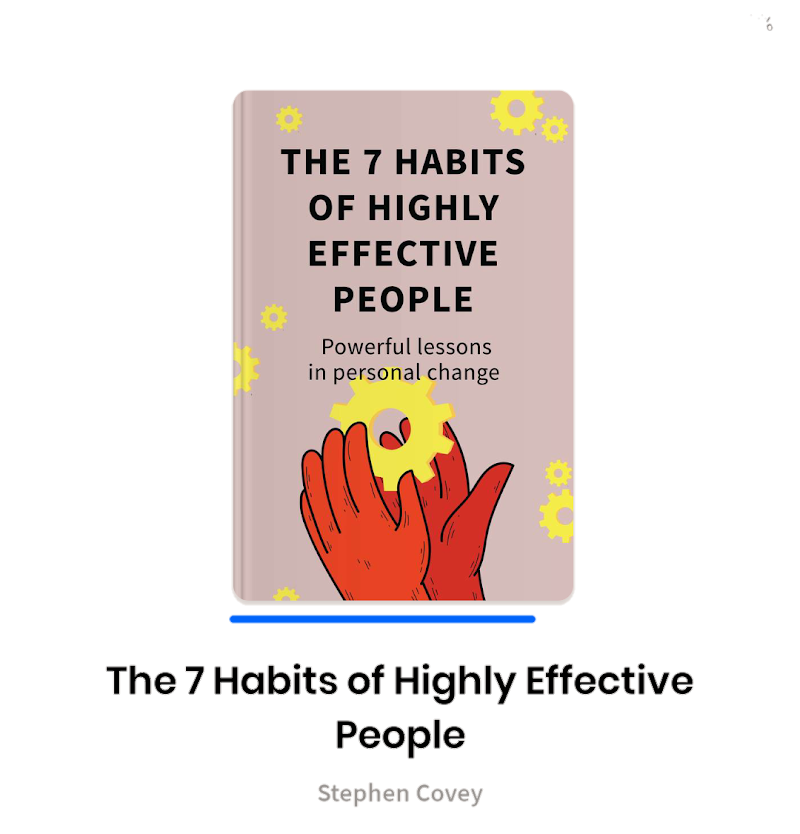 THE 7 HABITS
OF HIGHLY
EFFECTIVE
PEOPLE
Powerful lessons
in personal change
The 7 Habits of Highly Effective
People
Stephen Covey